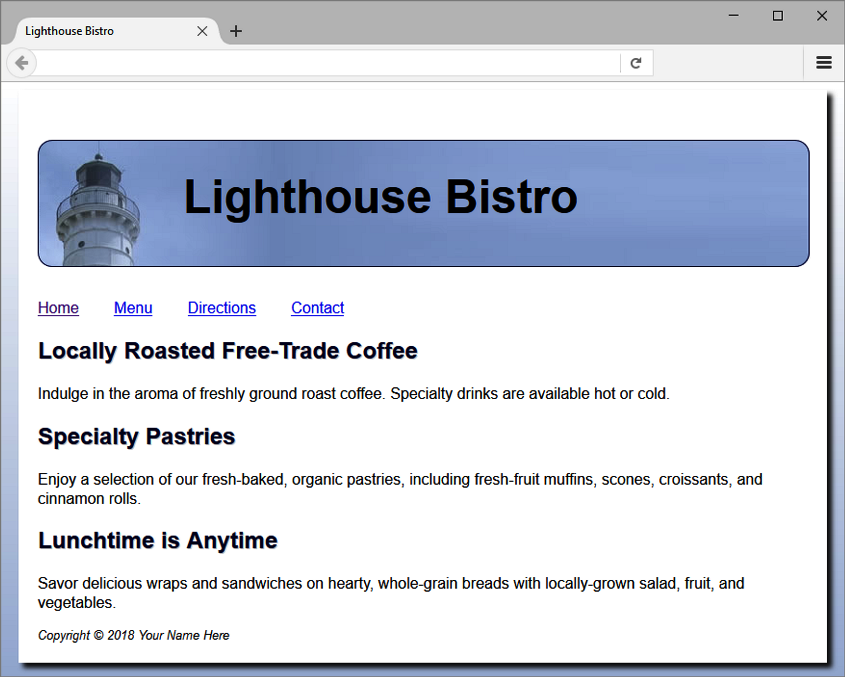 Lighthouse Bistro
Lighthouse Bistro
Home Menu Directions Contact
Locally Roasted Free-Trade Coffee
Indulge in the aroma of freshly ground roast coffee. Specialty drinks are available hot or cold.
Specialty Pastries
Enjoy a selection of our fresh-baked, organic pastries, including fresh-fruit muffins, scones, croissants, and
cinnamon rolls.
Lunchtime is Anytime
Savor delicious wraps and sandwiches on hearty, whole-grain breads with locally-grown salad, fruit, and
vegetables.
Copyright © 2018 Your Name Here